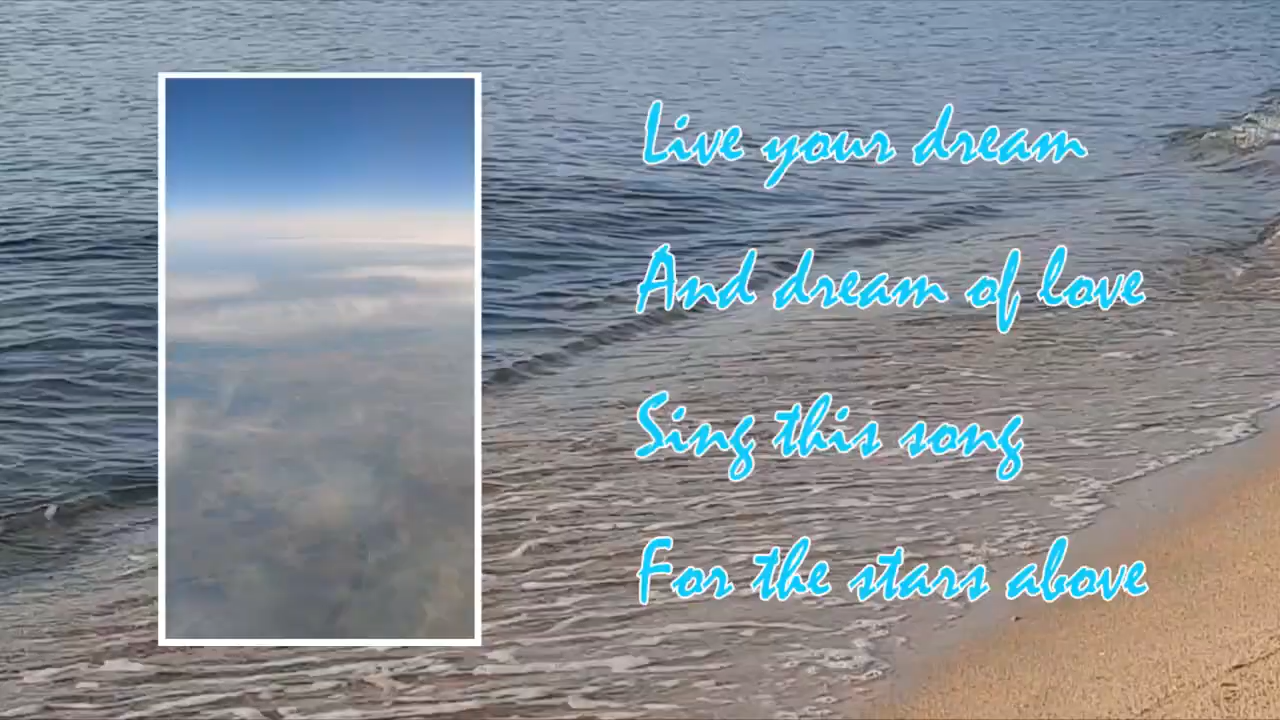 Live your dream
And dream of love
Sing this song
For the stars above